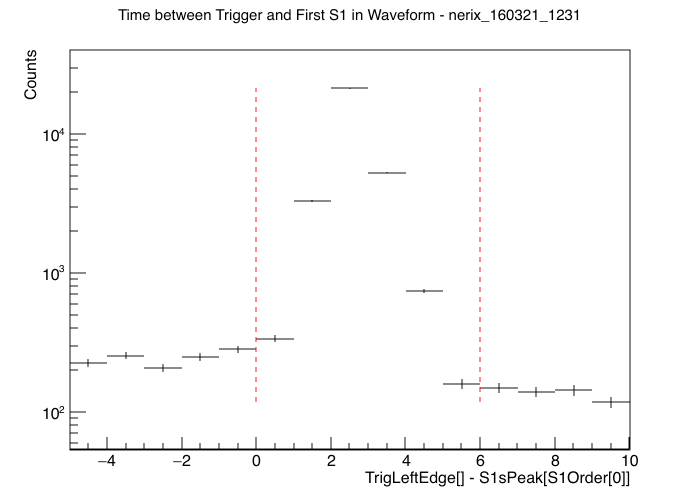 Time between Trigger and First S1 in Waveform - nerix_160321_1231
Counts
10⁴
10³
10²
−4 −2 0 2 4 6 8 10
TrigLeftEdge[] - S1sPeak[S1Order[0]]